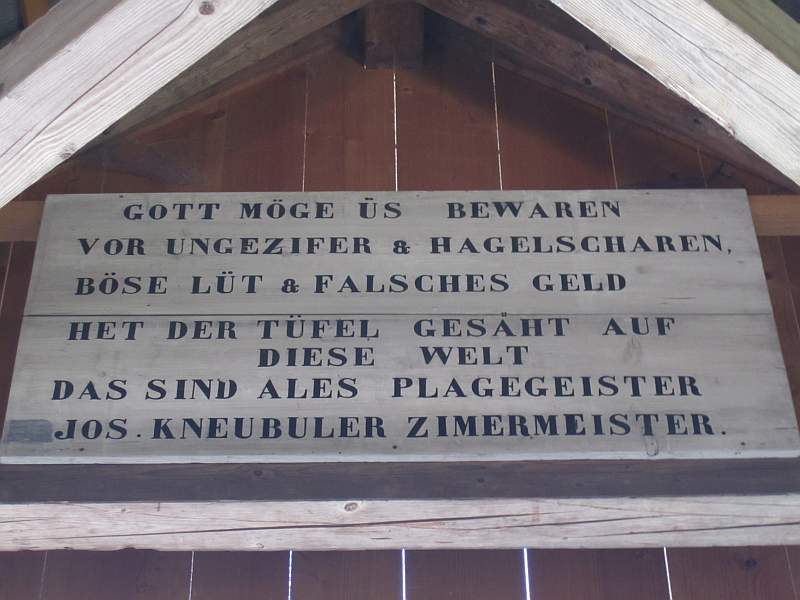 GOTT MÖGE ÜS BEWAREN
VOR UNGEZIFER & HAGELSCHAREN,
BÖSE LÜT & FALSCHES GELD
HET DER TÜFEL GESÄHT AUF
DIESE WELT
DAS SIND ALES PLAGEGEISTER
JOS. KNEUBULER ZIMERMEISTER.